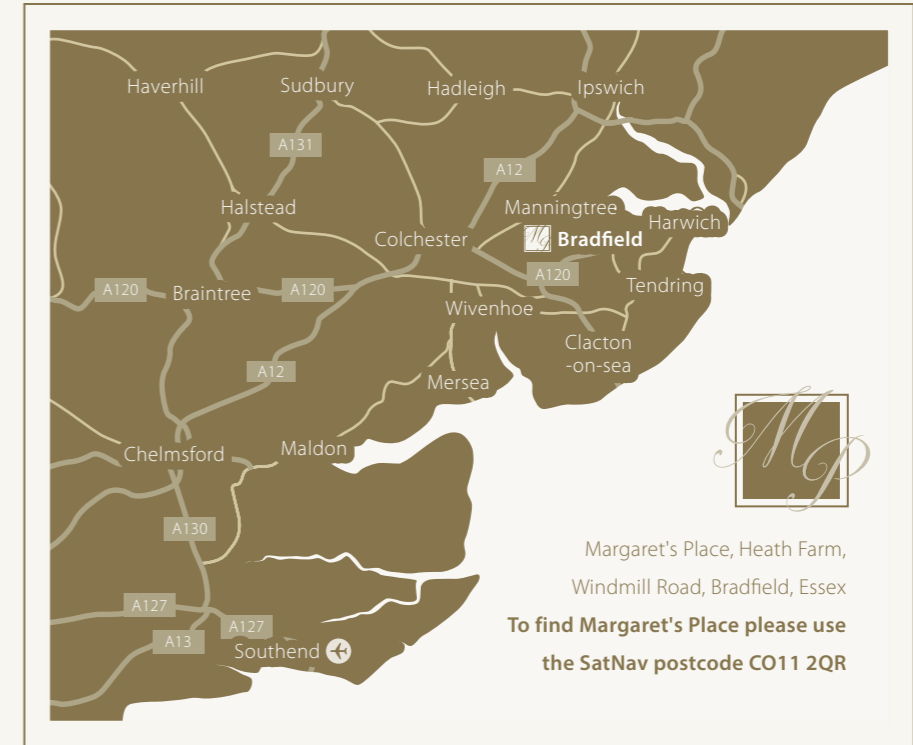 Haverhill
Sudbury
Hadleigh
Ipswich
A131
A12
Halstead
Manningtree
Harwich
Colchester
MP Bradfield
A120
A120
Braintree
A120
Tendring
Wivenhoe
Clacton
-on-sea
A12
Mersea
Chelmsford
Maldon
MP
A130
Margaret's Place, Heath Farm,
Windmill Road, Bradfield, Essex
A127
A127
To find Margaret's Place please use
A13
Southend
the SatNav postcode CO11 2QR